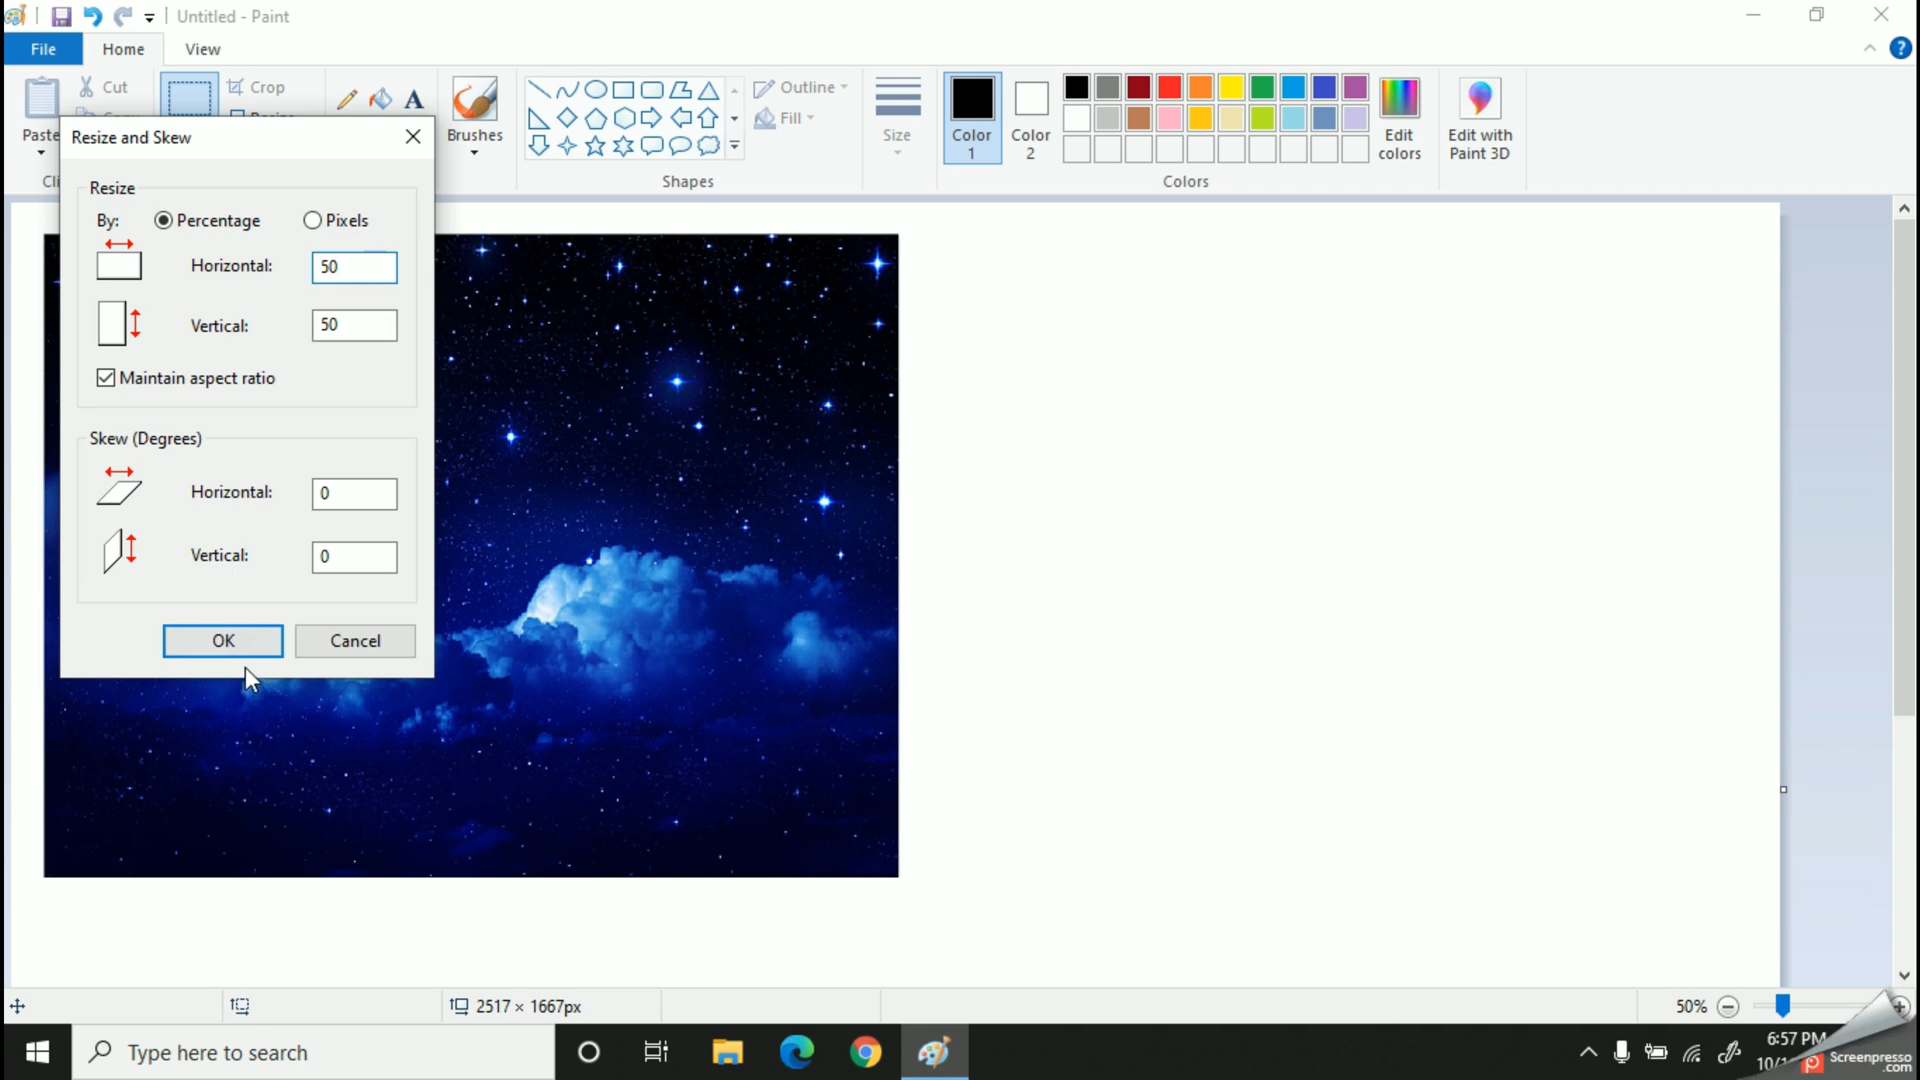 Untitled - Paint
File
Home
View
Paste
Cut
Crop
A
Brushes
Shapes
Outline
Fill
Size
Color
1
Color
2
Edit
colors
Colors
Edit with
Paint 3D
Resize and Skew
Resize
By:
Percentage
Pixels
Horizontal:
50
Vertical:
50
Maintain aspect ratio
Skew (Degrees)
Horizontal:
0
Vertical:
0
OK
Cancel
2517 × 1667px
50%
Type here to search
6:57 PM
Screenpresso
.com